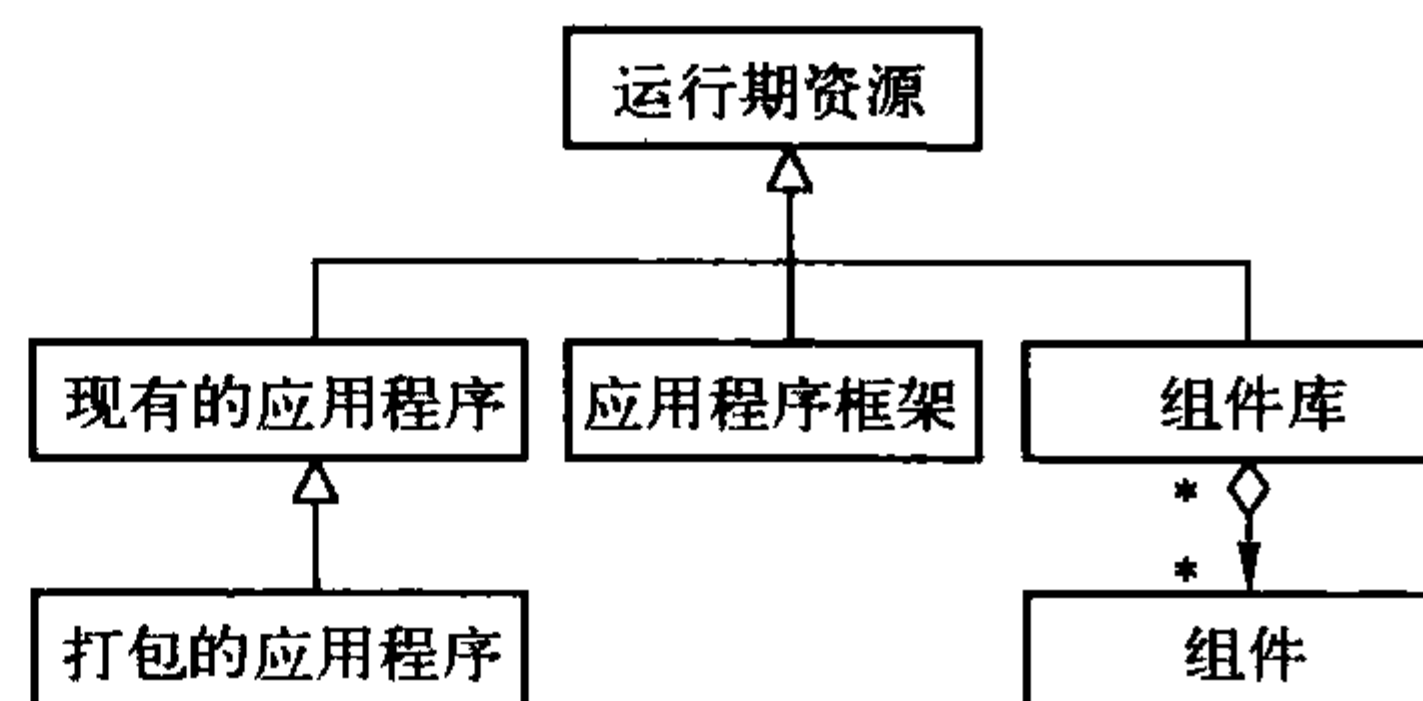 运行期资源
现有的应用程序
应用程序框架
组件库
*
*
打包的应用程序
组件